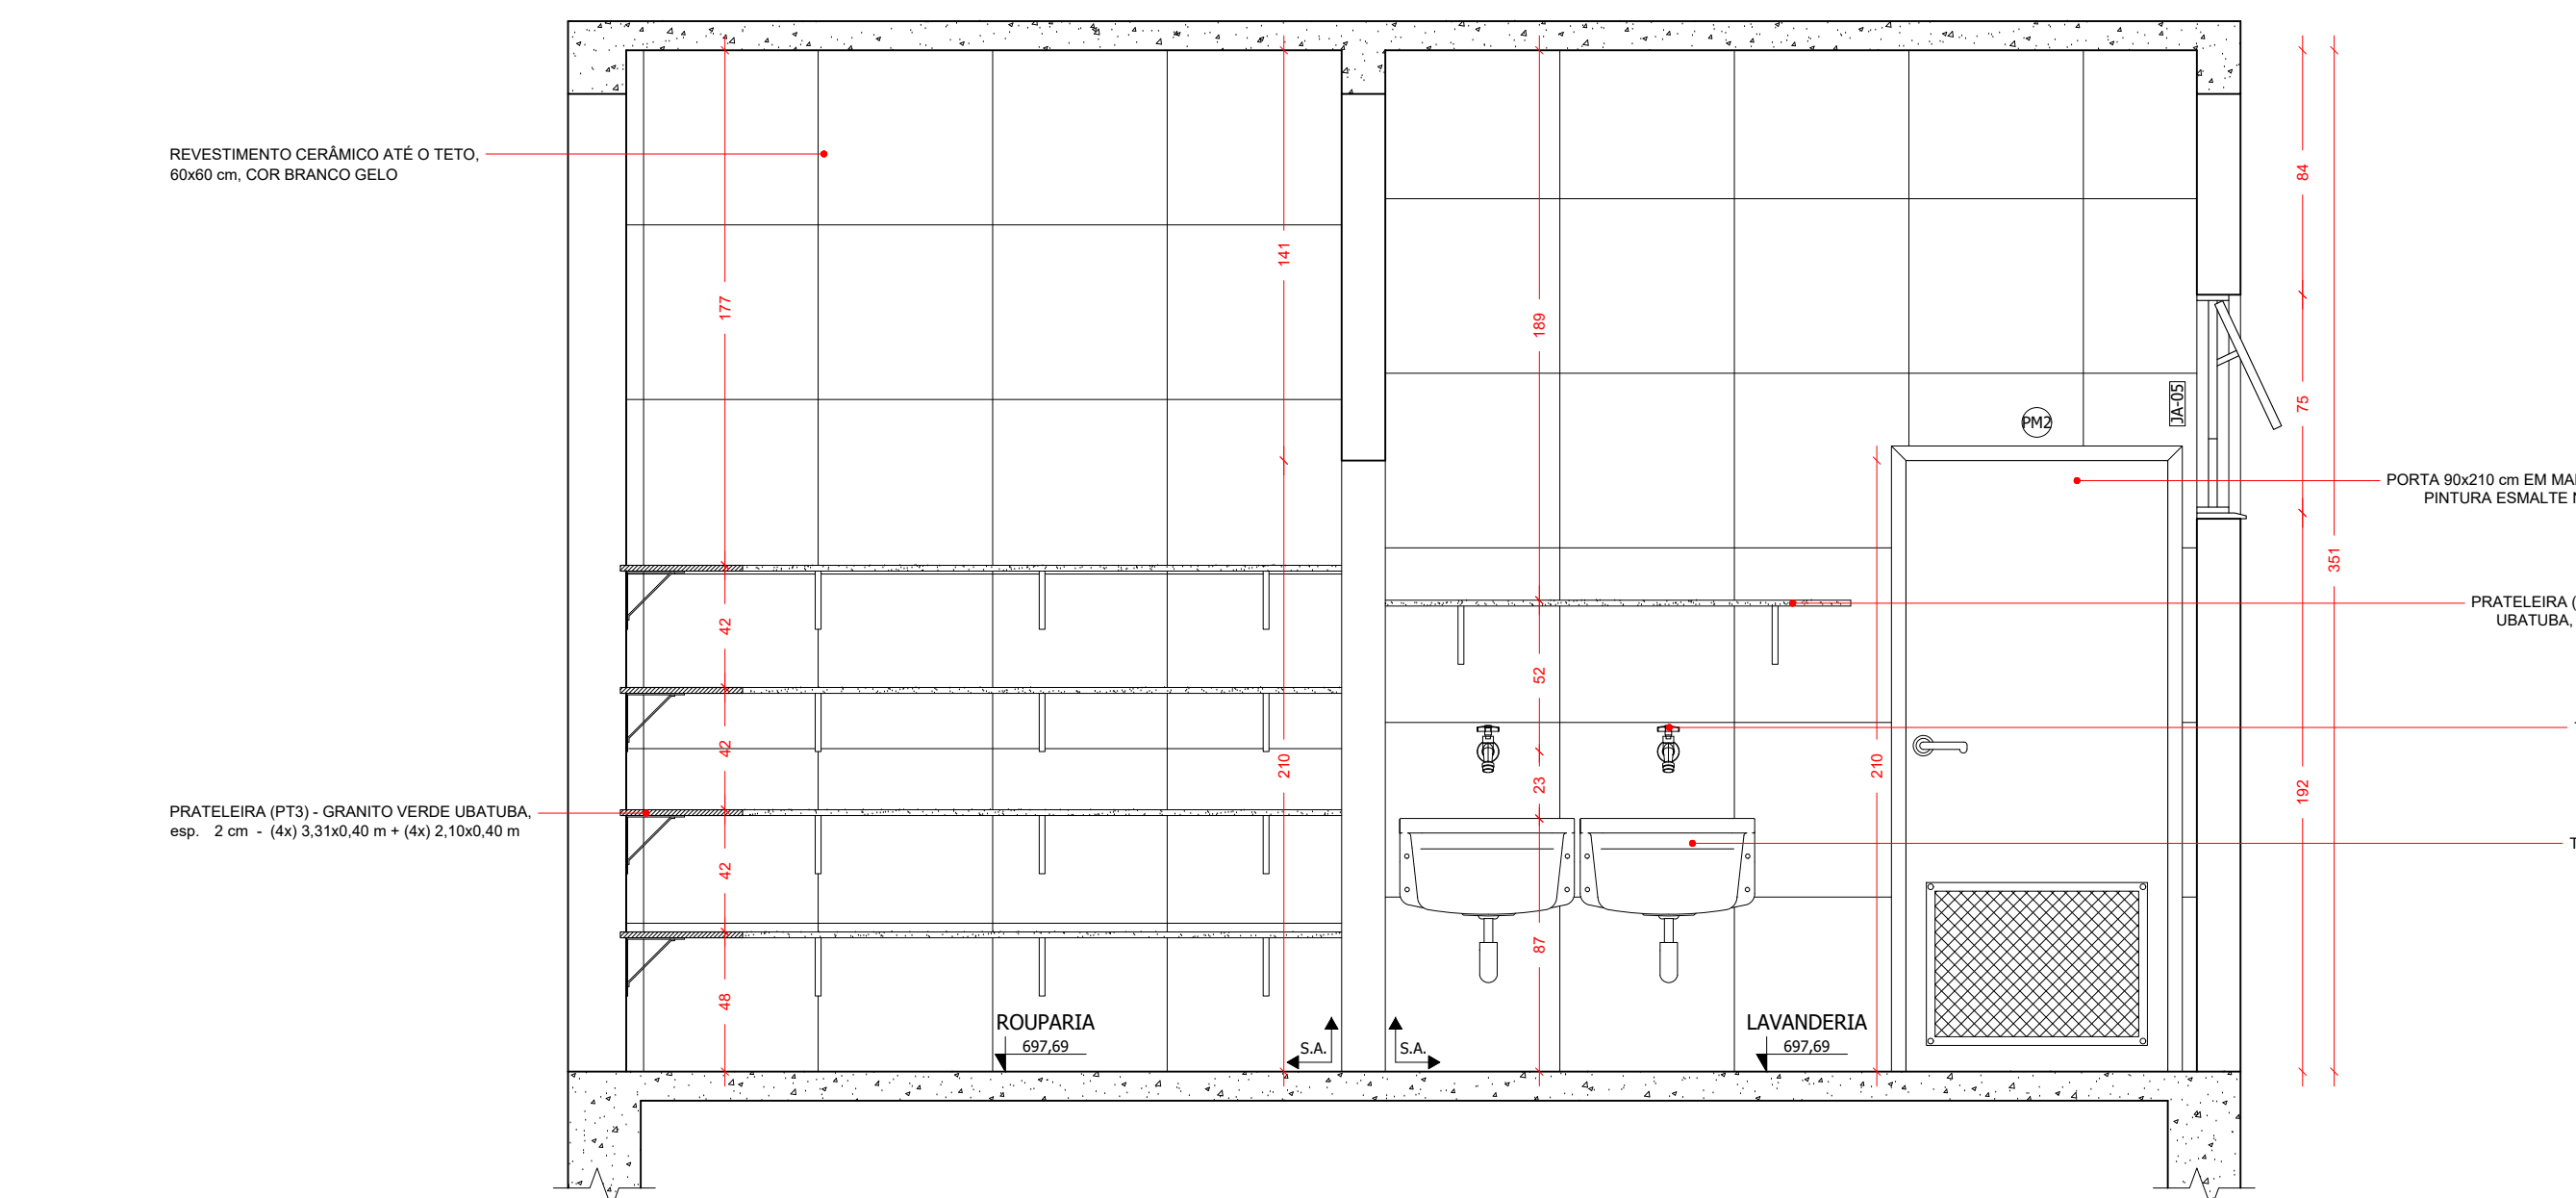 REVESTIMENTO CERÂMICO ATÉ O TETO,
60x60 cm, COR BRANCO GELO
PRATELEIRA (PT3) - GRANITO VERDE UBATUBA,
esp. 2 cm - (4x) 3,31x0,40 m + (4x) 2,10x0,40 m
177
42
42
42
48
141
210
ROUPARIA
697,69
S.A.
S.A.
189
52
23
87
LAVANDERIA
697,69
210
PM2
JA-05
84
75
192
351
PORTA 90x210 cm EM
PINTURA ESMALTE
PRATELEIRA (
UBATUBA,